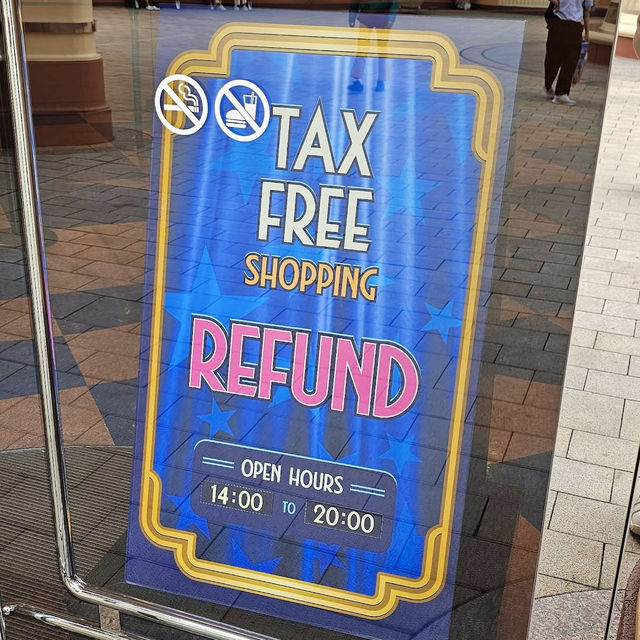 TAX
FREE
SHOPPING
REFUND
OPEN HOURS
14:00 TO 20:00